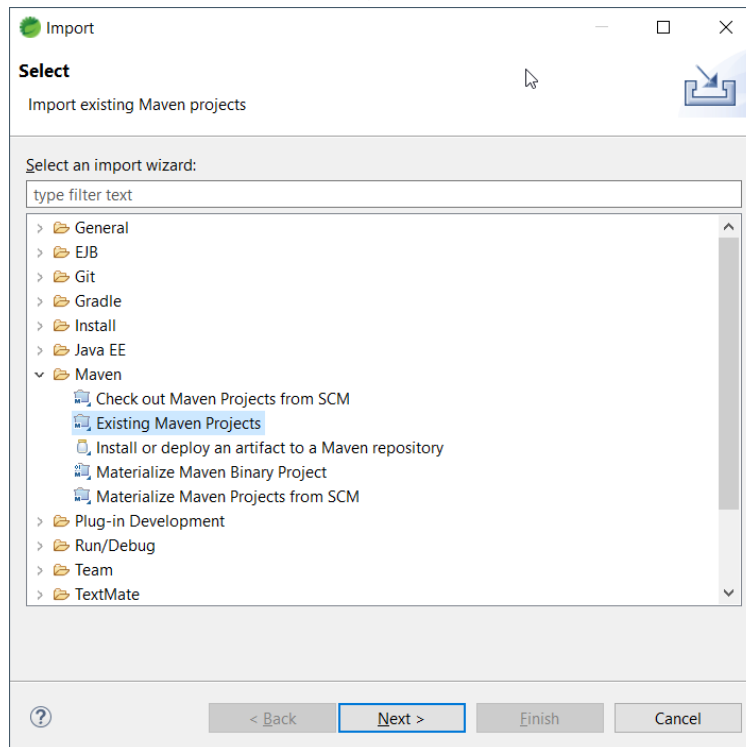 Import
Select
Import existing Maven projects
Select an import wizard:
type filter text
General
EJB
Git
Gradle
Install
Java EE
Maven
Check out Maven Projects from SCM
Existing Maven Projects
Install or deploy an artifact to a Maven repository
Materialize Maven Binary Project
Materialize Maven Projects from SCM
Plug-in Development
Run/Debug
Team
TextMate
? < Back Next > Finish Cancel